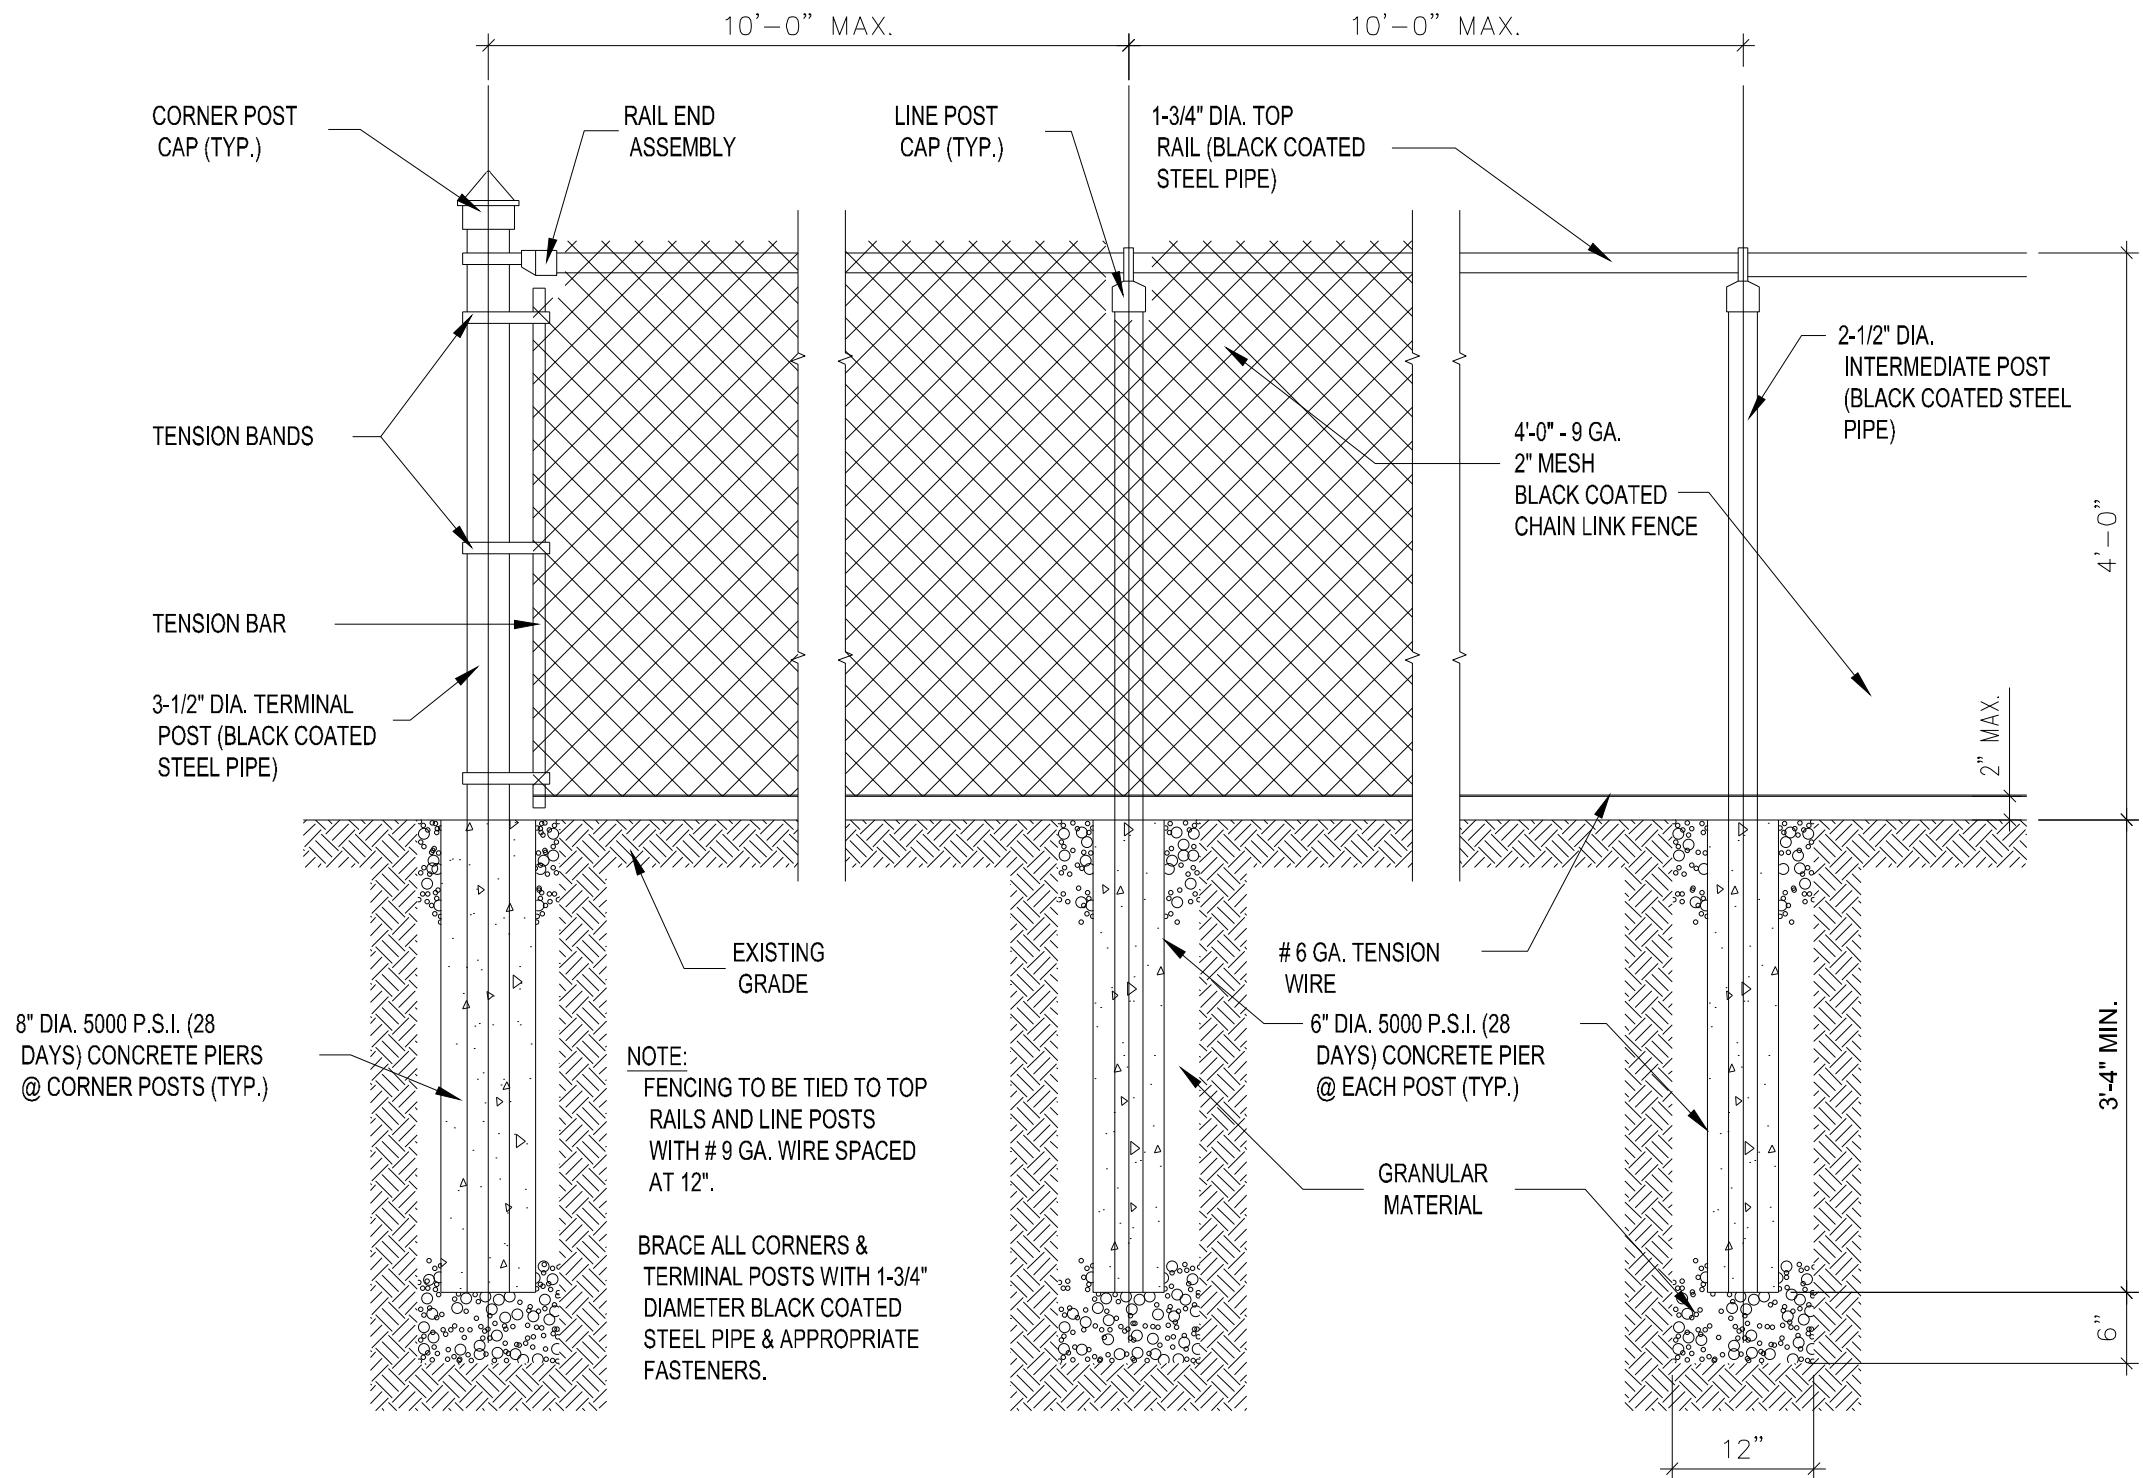 10'-0" MAX.
10'-0" MAX.
CORNER POST
CAP (TYP.)
RAIL END
ASSEMBLY
LINE POST
CAP (TYP.)
1-3/4" DIA. TOP
RAIL (BLACK COATED
STEEL PIPE)
2-1/2" DIA.
INTERMEDIATE POST
(BLACK COATED STEEL
PIPE)
TENSION BANDS
4'-0" - 9 GA.
2" MESH
BLACK COATED
CHAIN LINK FENCE
4'-0"
TENSION BAR
3-1/2" DIA. TERMINAL
POST (BLACK COATED
STEEL PIPE)
2" MAX.
EXISTING
GRADE
# 6 GA. TENSION
WIRE
8" DIA. 5000 P.S.I. (28
DAYS) CONCRETE PIERS
@ CORNER POSTS (TYP.)
6" DIA. 5000 P.S.I. (28
DAYS) CONCRETE PIER
@ EACH POST (TYP.)
3'-4" MIN.
NOTE:
FENCING TO BE TIED TO TOP
RAILS AND LINE POSTS
WITH # 9 GA. WIRE SPACED
AT 12".
GRANULAR
MATERIAL
BRACE ALL CORNERS &
TERMINAL POSTS WITH 1-3/4"
DIAMETER BLACK COATED
STEEL PIPE & APPROPRIATE
FASTENERS.
6"
12"